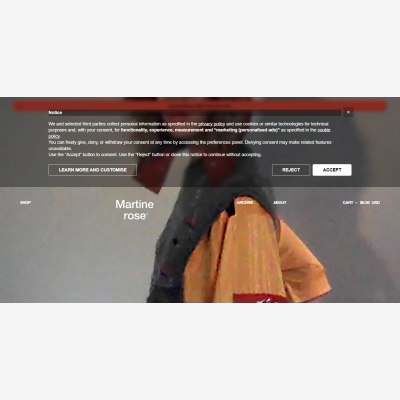 Notice
×
We and selected third parties collect personal information as specified in the privacy policy and use cookies or similar technologies for technical
purposes and, with your consent, for functionality, experience, measurement and "marketing (personalised ads)" as specified in the cookie
policy.
You can freely give, deny, or withdraw your consent at any time by accessing the preferences panel. Denying consent may make related features
unavailable.
Use the "Accept" button to consent. Use the "Reject" button or close this notice to continue without accepting.
LEARN MORE AND CUSTOMISE
REJECT
ACCEPT
SHOP
Martine
rose
ARCHIVE
ABOUT
CART — $0.00 USD